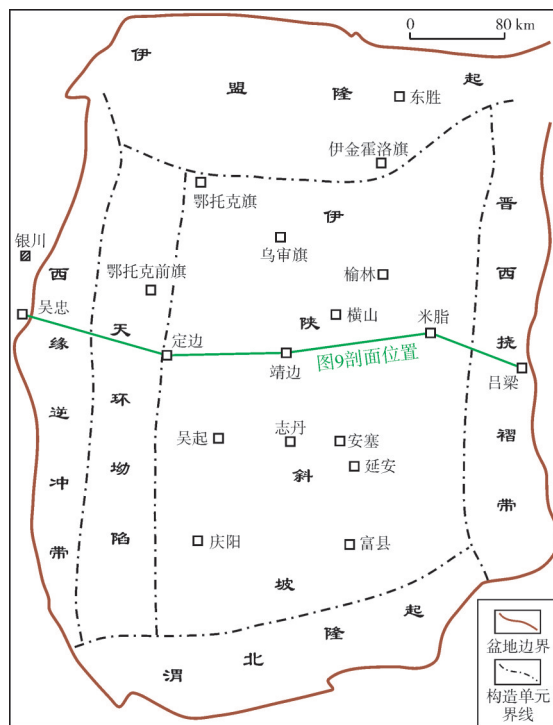 0 80 km
伊盟隆起
东胜
伊金霍洛旗
鄂托克旗
伊陕斜坡
晋西挠褶带
乌审旗
银川
西缘逆冲带
鄂托克前旗
榆林
吴忠
天环坳陷
横山
米脂
定边
靖边
图9剖面位置
吕梁
吴起
志丹
安塞
延安
庆阳
富县
渭北隆起
图例
盆地边界
构造单元
界线